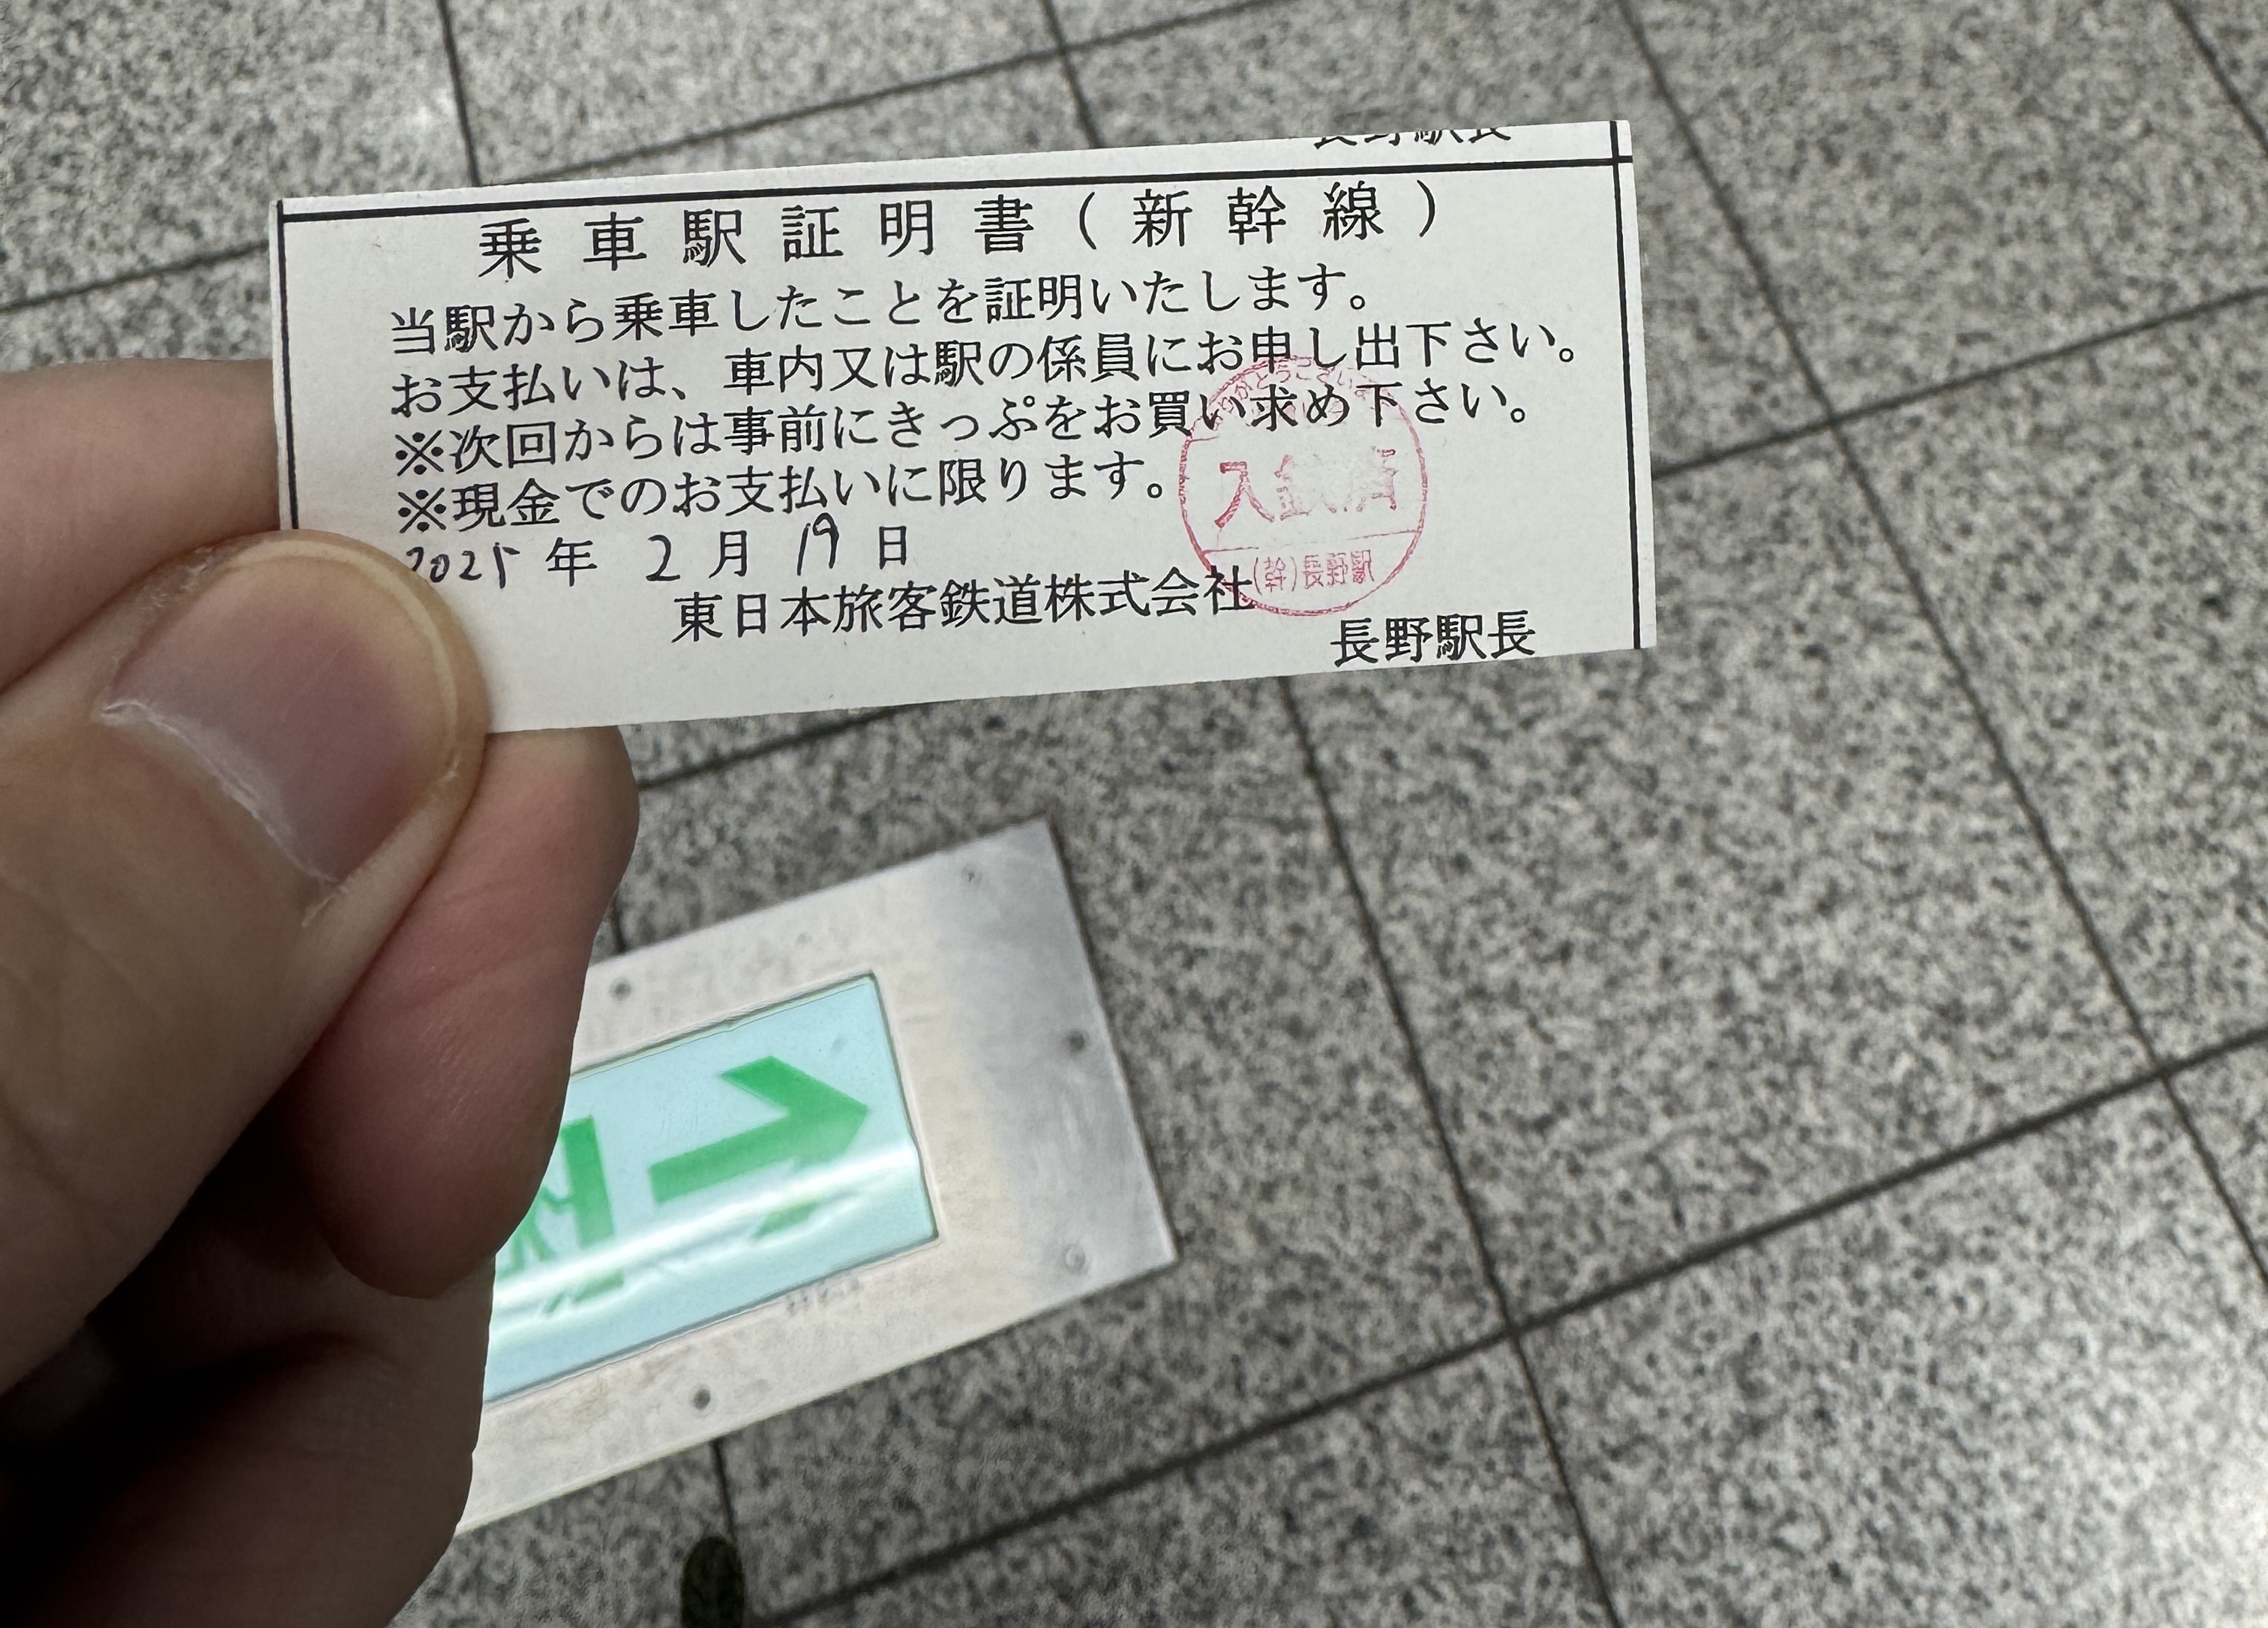 長野駅長
乗車駅証明書(新幹線)
当駅から乗車したことを証明いたします。
お支払いは、車内又は駅の係員にお申し出下さい。
※次回からは事前にきっぷをお買い求め下さい。
※現金でのお支払いに限ります。
2025年 2月 19日
東日本旅客鉄道株式会社
長野駅長
入鋏済
(幹)長野駅